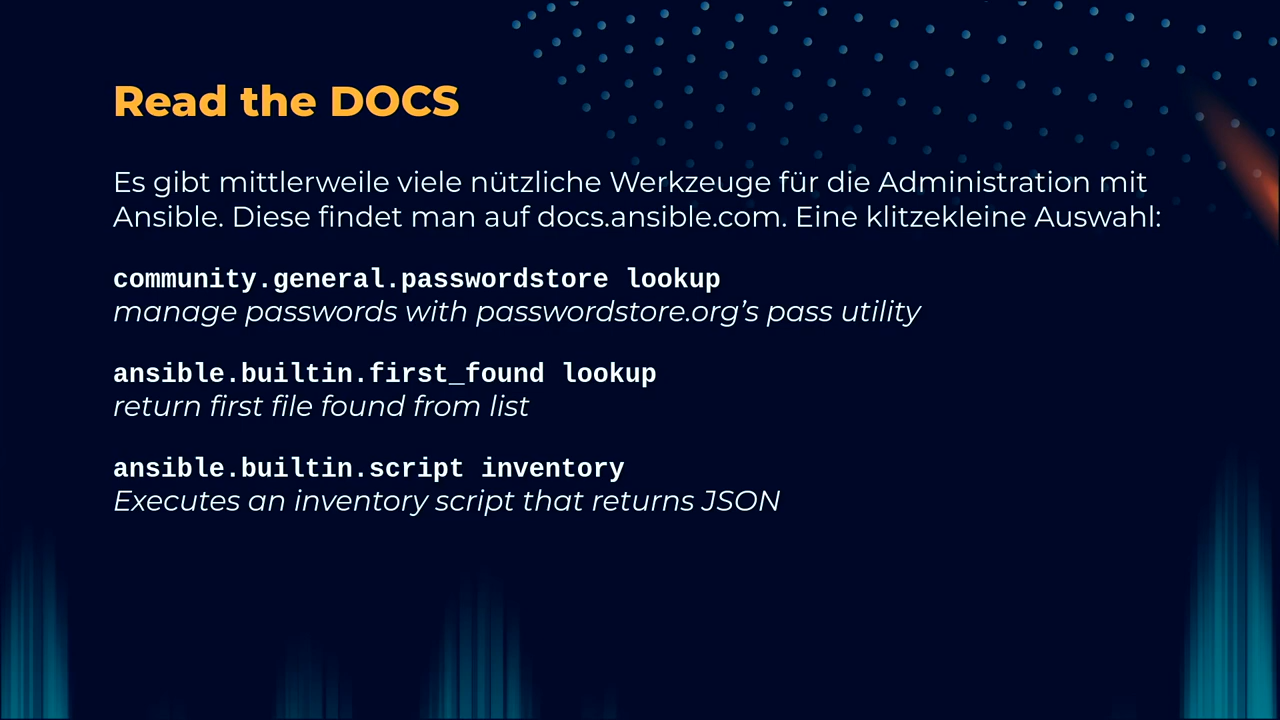 Read the DOCS
Es gibt mittlerweile viele nützliche Werkzeuge für die Administration mit
Ansible. Diese findet man auf docs.ansible.com. Eine klitzekleine Auswahl:
community.general.passwordstore lookup
manage passwords with passwordstore.org’s pass utility
ansible.builtin.first_found lookup
return first file found from list
ansible.builtin.script inventory
Executes an inventory script that returns JSON